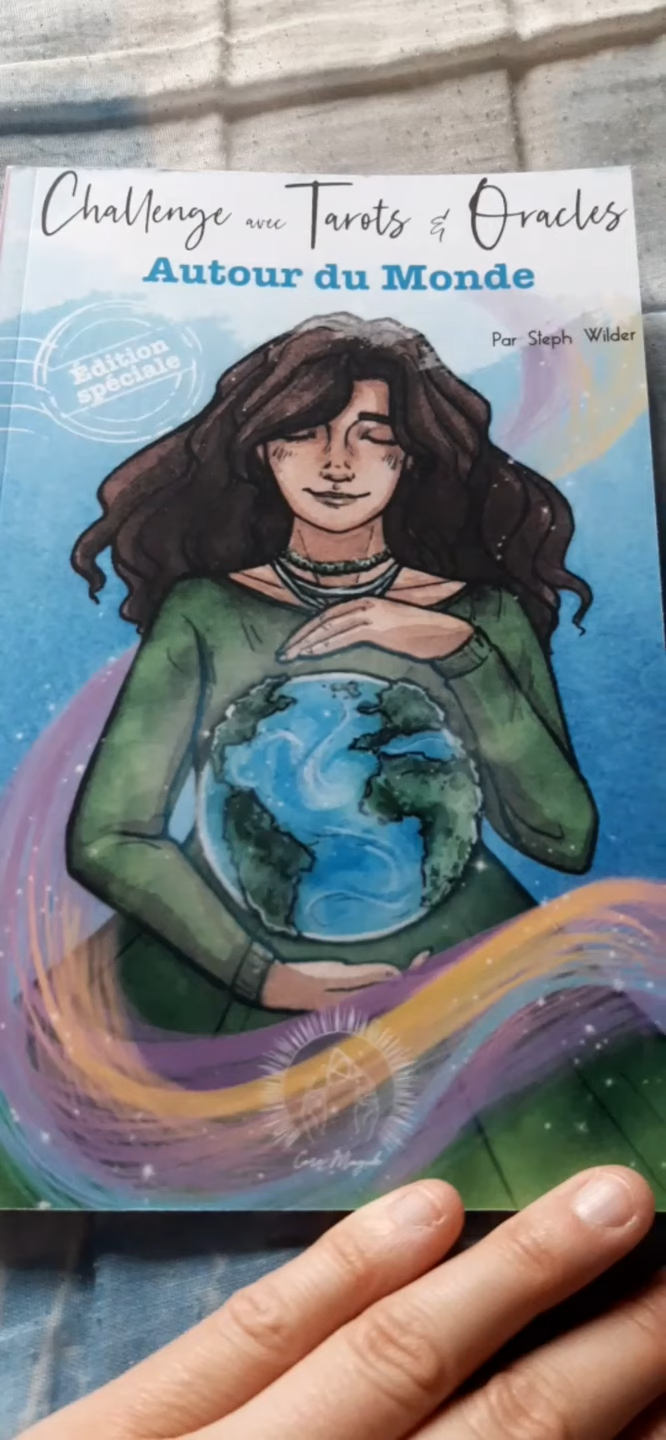 Challenge avec Tarots & Oracles
Autour du Monde
Par Steph Wilder
Édition
spéciale